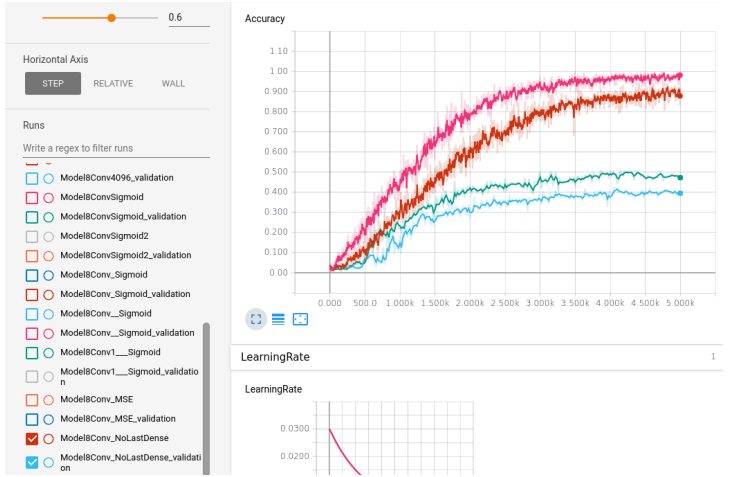 0.6
Horizontal Axis
STEP RELATIVE WALL
Runs
Write a regex to filter runs
Model8Conv4096_validation
Model8ConvSigmoid
Model8ConvSigmoid_validation
Model8ConvSigmoid2
Model8ConvSigmoid2_validation
Model8Conv_Sigmoid
Model8Conv_Sigmoid_validation
Model8Conv__Sigmoid
Model8Conv__Sigmoid_validation
Model8Conv1___Sigmoid
Model8Conv1___Sigmoid_validatio
n
Model8Conv_MSE
Model8Conv_MSE_validation
Model8Conv_NoLastDense
Model8Conv_NoLastDense_validati
on
Accuracy
1.10
1.00
0.900
0.800
0.700
0.600
0.500
0.400
0.300
0.200
0.100
0.00
0.000 500.0 1.000k 1.500k 2.000k 2.500k 3.000k 3.500k 4.000k 4.500k 5.000k
LearningRate 1
LearningRate
0.0300
0.0200